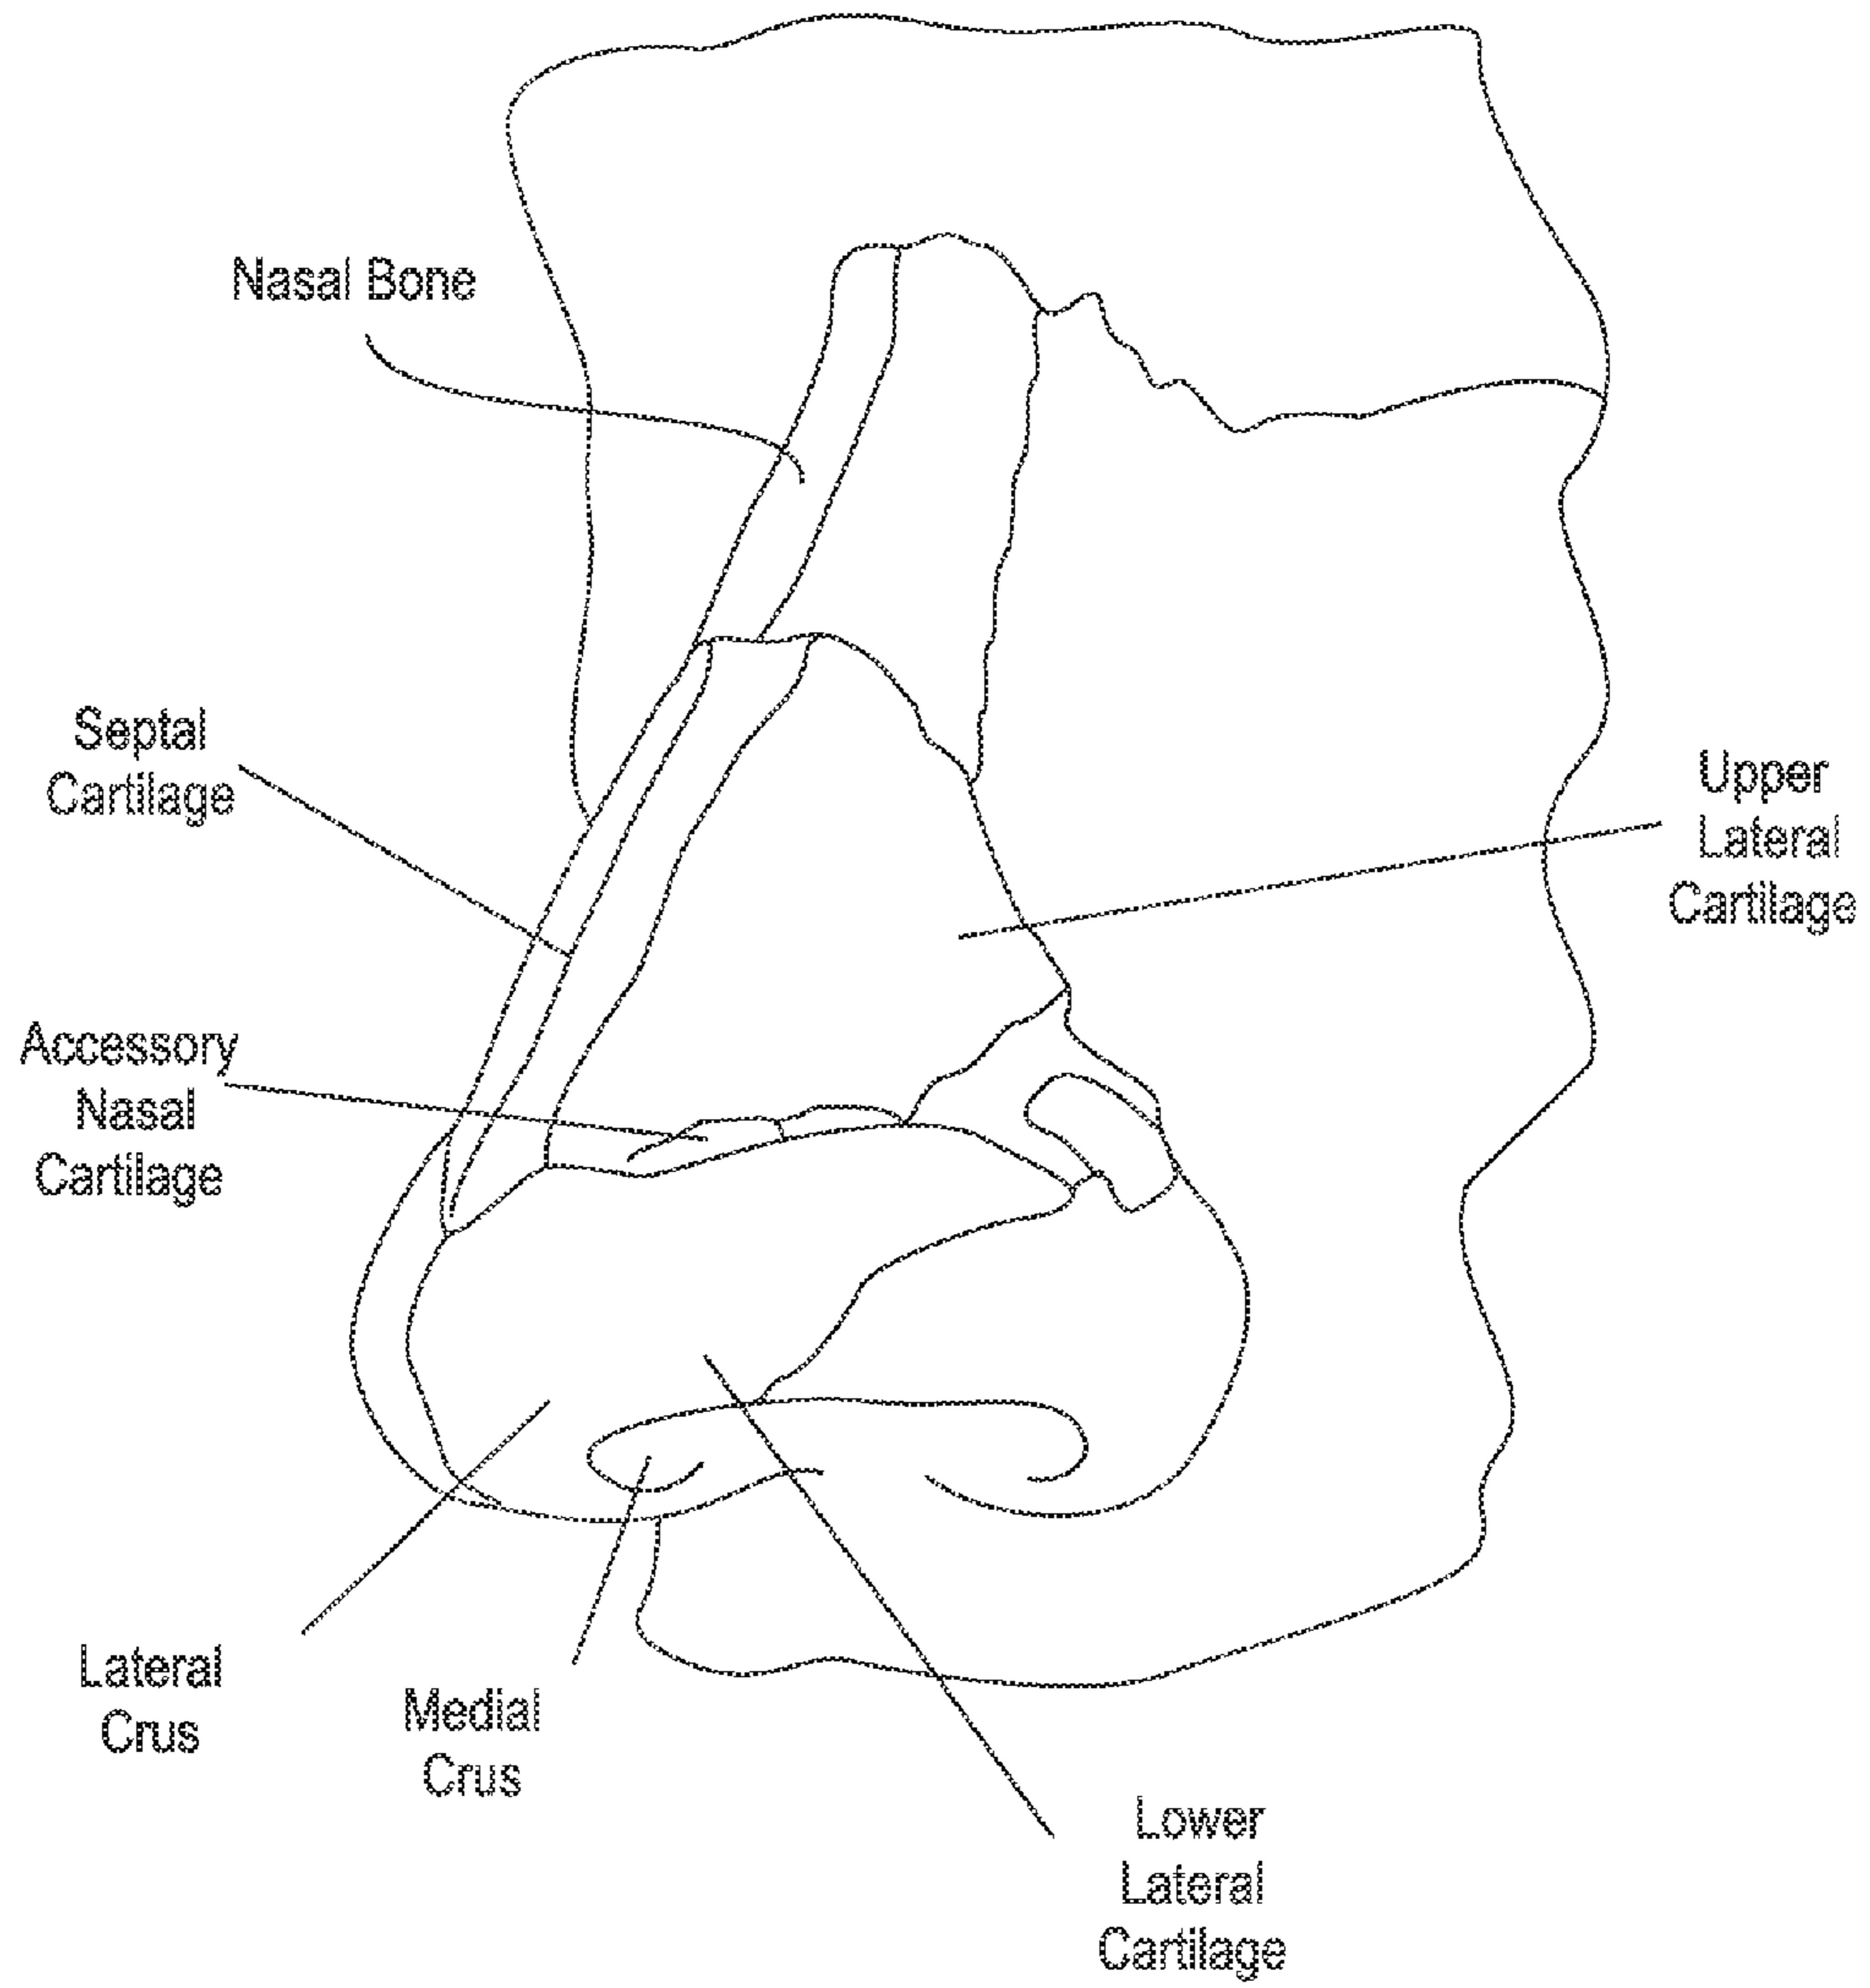 Nasal Bone
Septal
Cartilage
Upper
Lateral
Cartilage
Accessory
Nasal
Cartilage
Lateral
Crus
Medial
Crus
Lower
Lateral
Cartilage